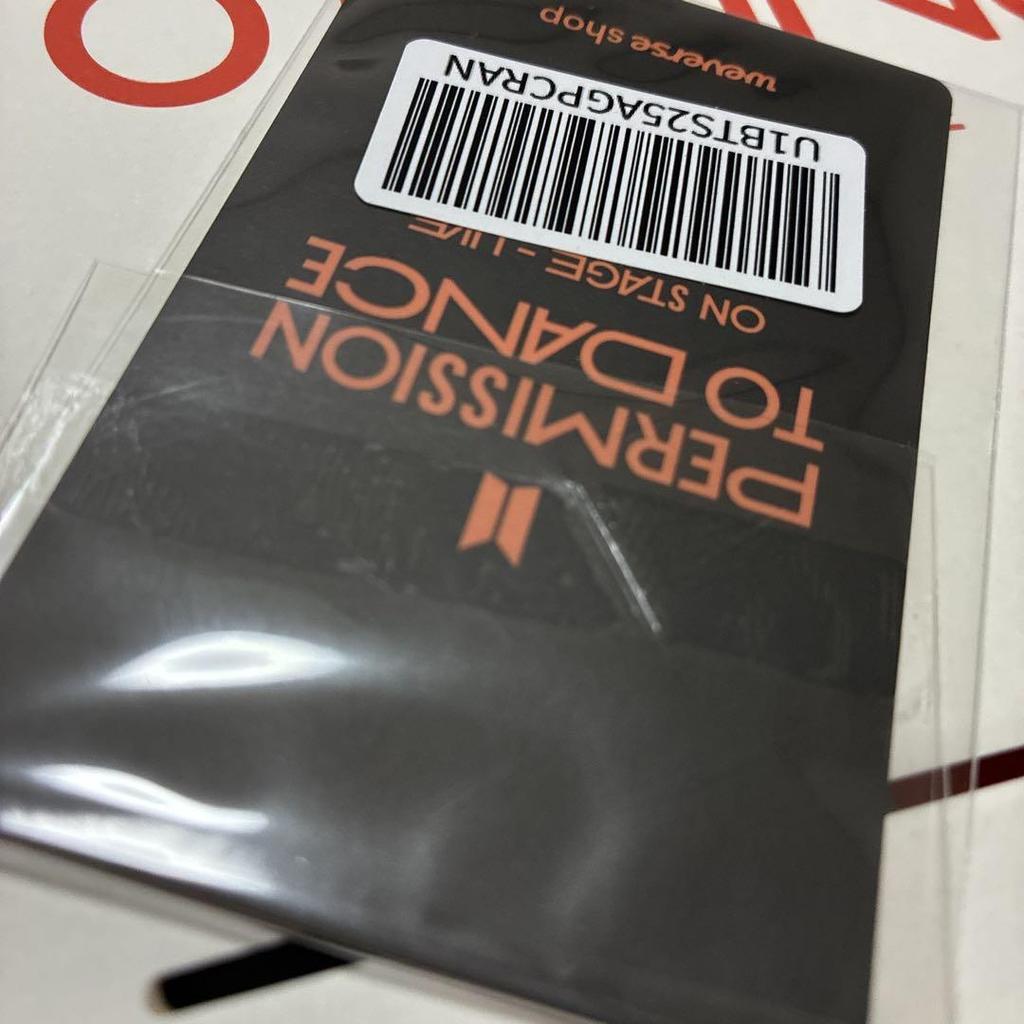 PERMISSION
TO DANCE
ON STAGE - LIVE
U1BTS25AGPCRAN
weverse shop